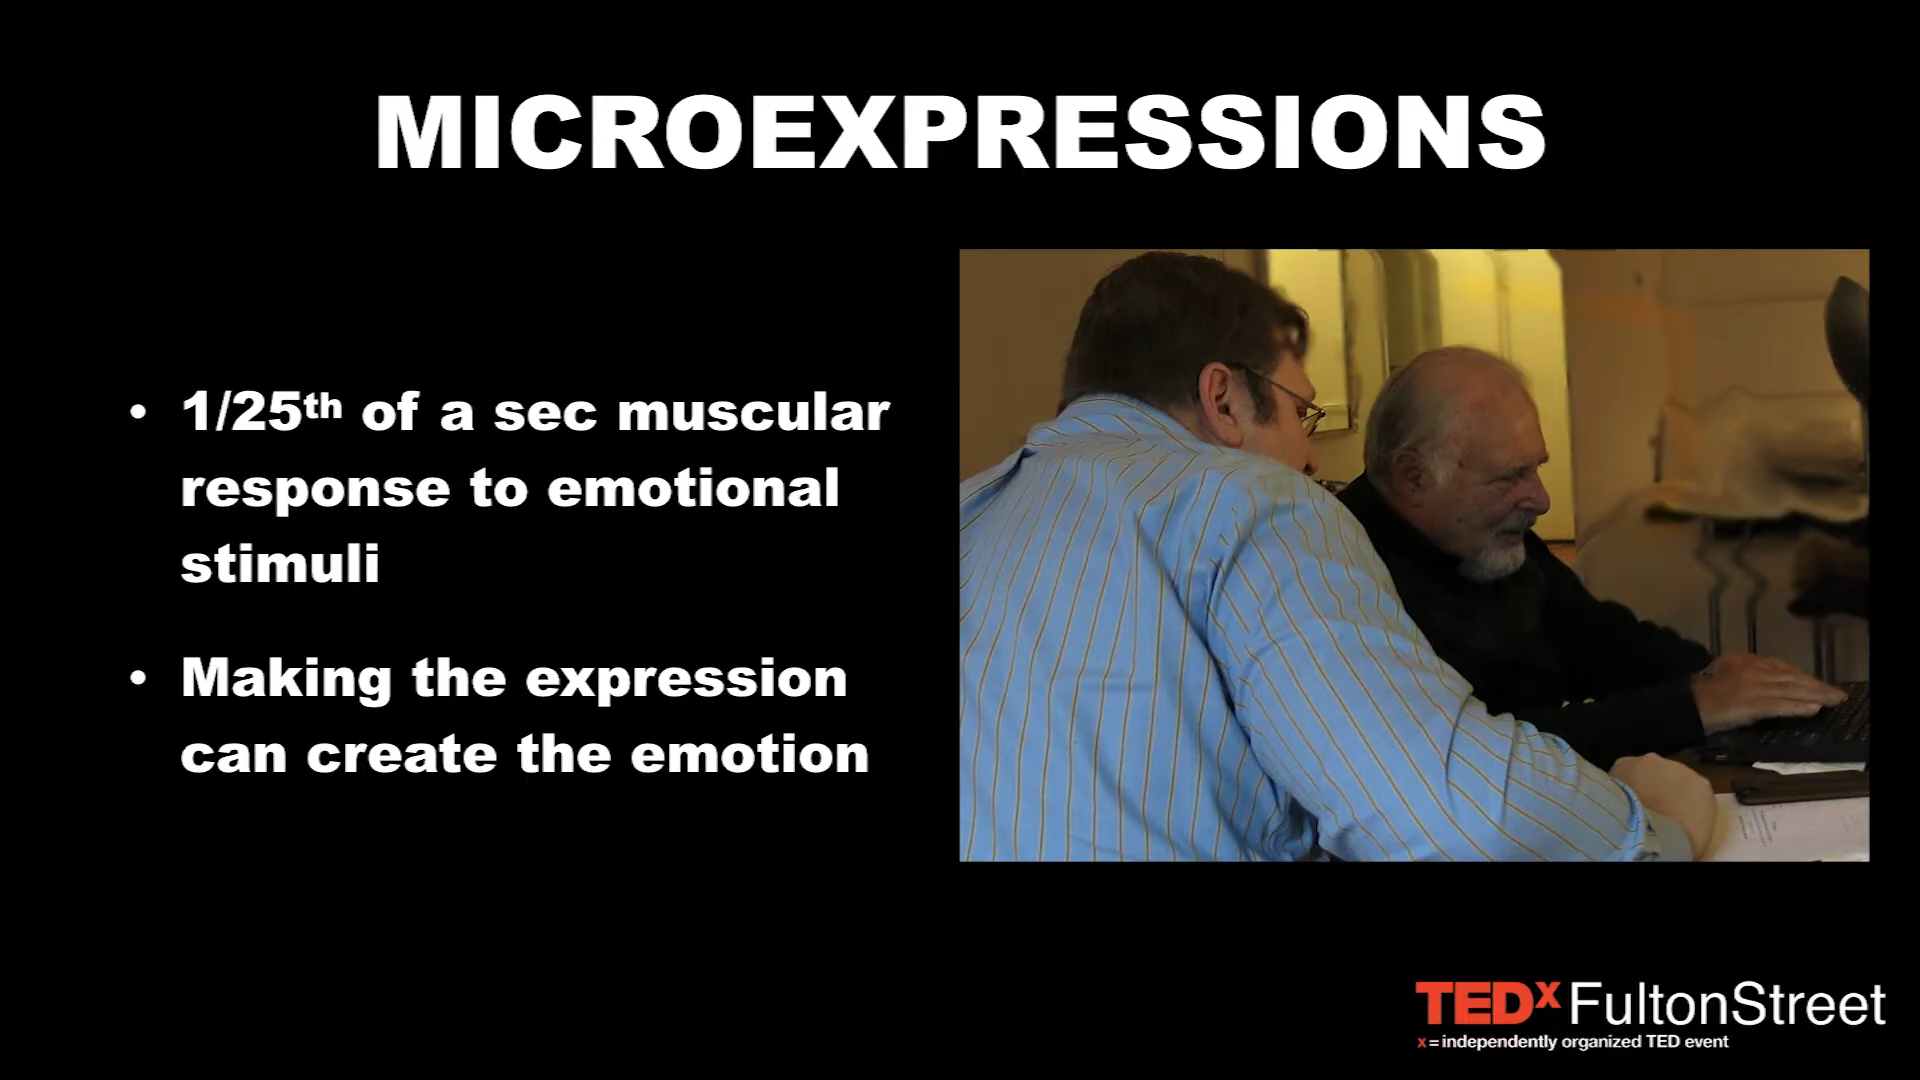 MICROEXPRESSIONS
• 1/25th of a sec muscular
response to emotional
stimuli
• Making the expression
can create the emotion
TEDx FultonStreet
x = independently organized TED event